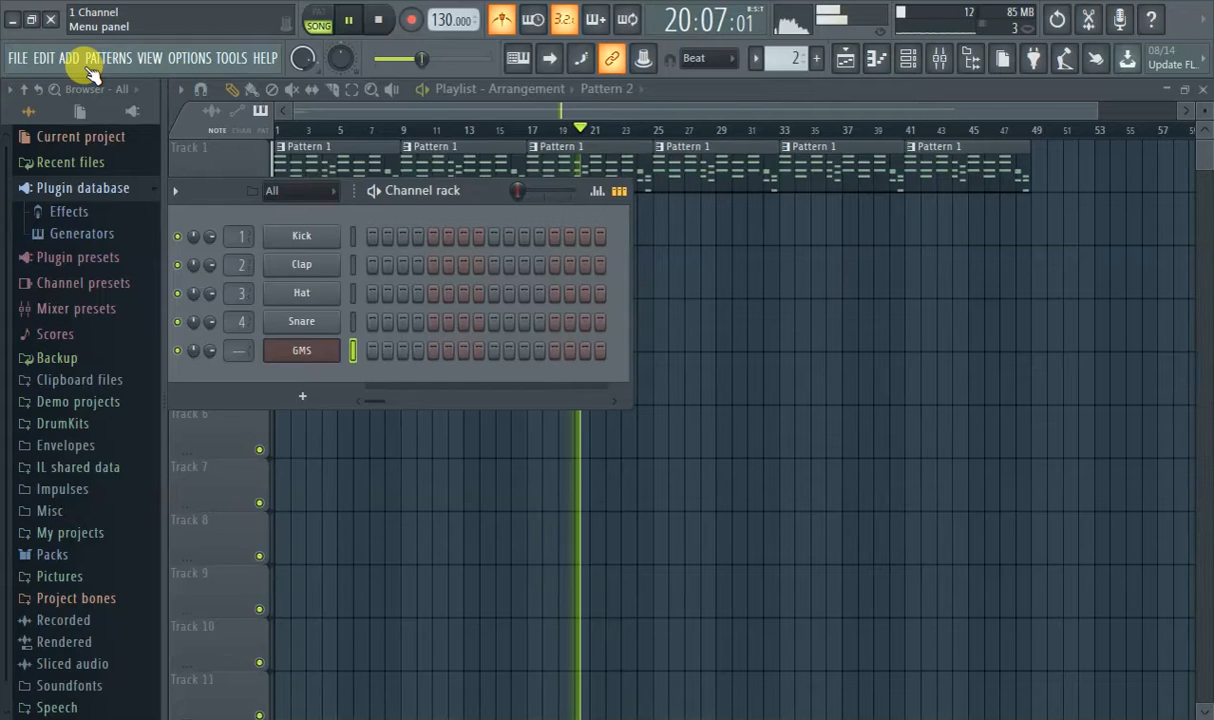 1 Channel
Menu panel
PAT
SONG
130.000
3.2
20:07:01
B:S:T
12
85 MB
3
FILE EDIT ADD PATTERNS VIEW OPTIONS TOOLS HELP
Beat
2
08/14
Update FL..
Browser - All
Playlist - Arrangement
Pattern 2
NOTE CHAN PAT
1 3 5 7 9 11 13 15 17 19 21 23 25 27 29 31 33 35 37 39 41 43 45 47 49 51 53 55 57 59
Current project
Recent files
Plugin database
Effects
Generators
Plugin presets
Channel presets
Mixer presets
Scores
Backup
Clipboard files
Demo projects
DrumKits
Envelopes
IL shared data
Impulses
Misc
My projects
Packs
Pictures
Project bones
Recorded
Rendered
Sliced audio
Soundfonts
Speech
Track 1
Pattern 1
Pattern 1
Pattern 1
Pattern 1
Pattern 1
Pattern 1
All
Channel rack
1
Kick
2
Clap
3
Hat
4
Snare
---
GMS
+
Track 6
Track 7
Track 8
Track 9
Track 10
Track 11